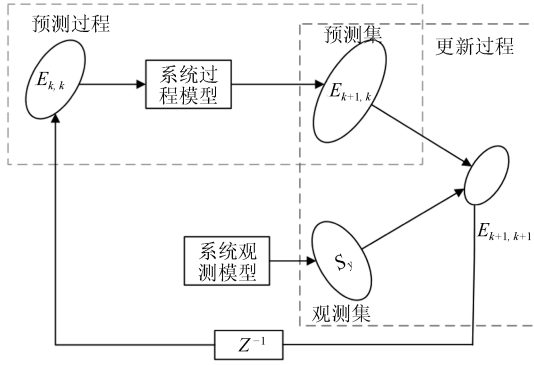 预测过程
预测集
更新过程
E_{k, k}
系统过
程模型
E_{k+1, k}
E_{k+1, k+1}
系统观
测模型
S_y
观测集
Z^{-1}